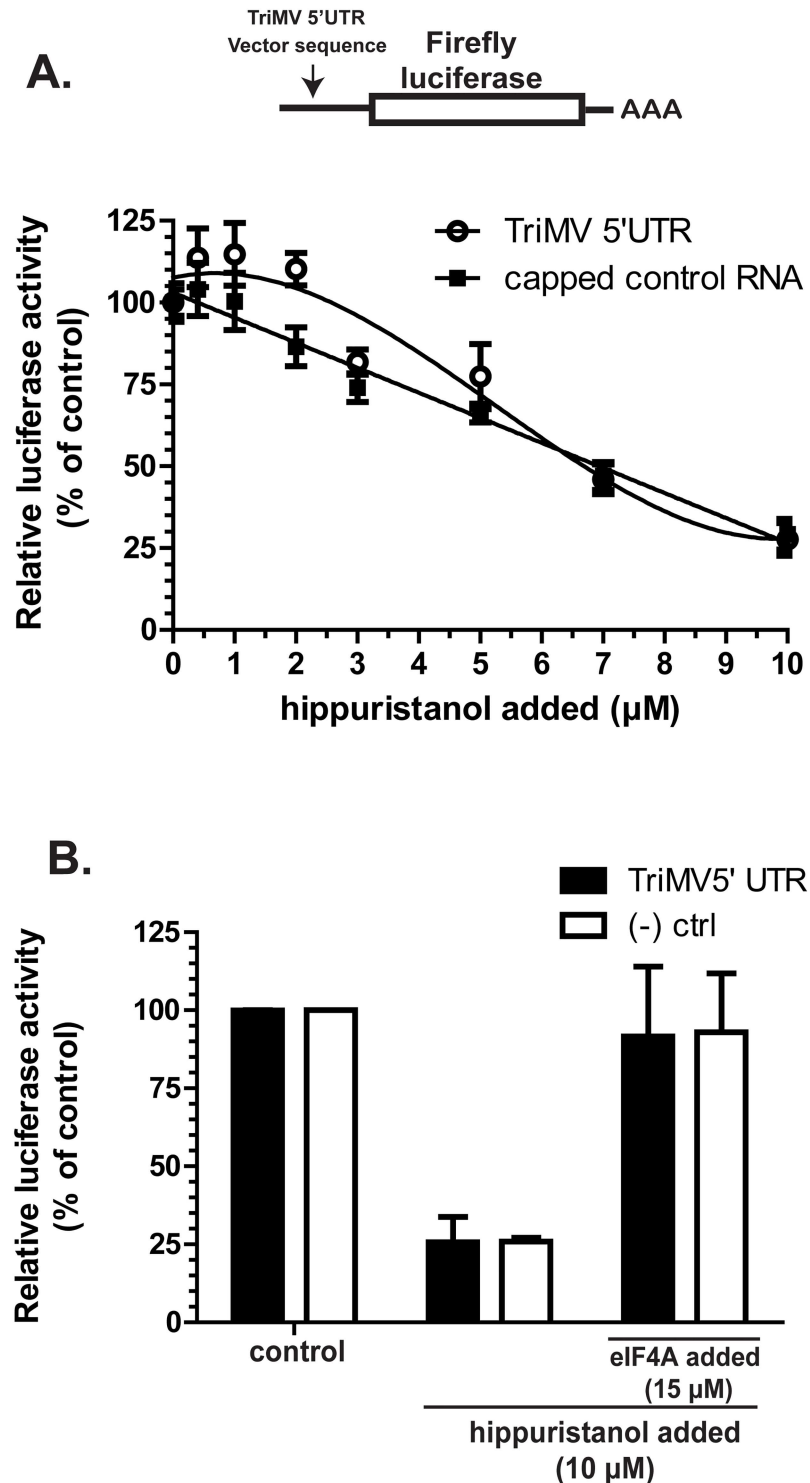 A.
TriMV 5'UTR
Vector sequence
Firefly
luciferase
AAA
Relative luciferase activity
(% of control)
125
100
75
50
25
0
TriMV 5'UTR
capped control RNA
0 1 2 3 5 6 7 8 9 10
hippuristanol added (µM)
B.
TriMV5' UTR
(-) ctrl
Relative luciferase activity
(% of control)
125
100
75
50
25
0
control
eIF4A added
(15 µM)
hippuristanol added
(10 µM)